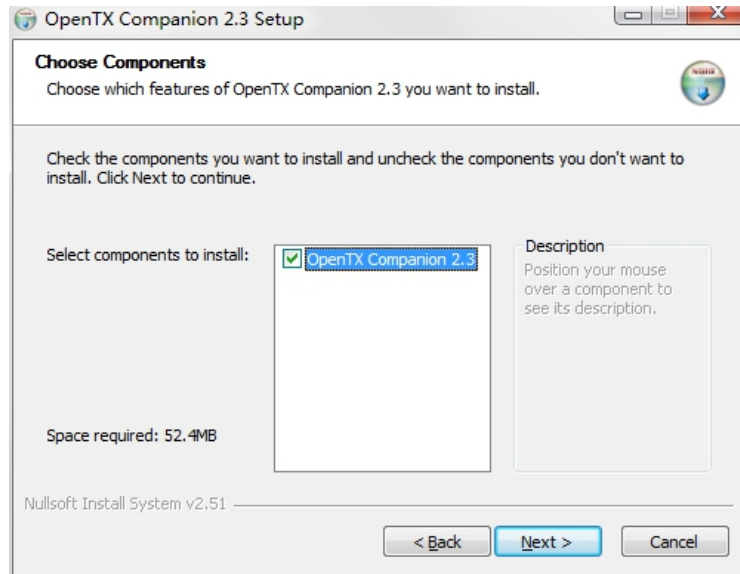 OpenTX Companion 2.3 Setup
Choose Components
Choose which features of OpenTX Companion 2.3 you want to install.
Check the components you want to install and uncheck the components you don't want to
install. Click Next to continue.
Select components to install:
OpenTX Companion 2.3
Description
Position your mouse
over a component to
see its description.
Space required: 52.4MB
Nullsoft Install System v2.51
< Back
Next >
Cancel